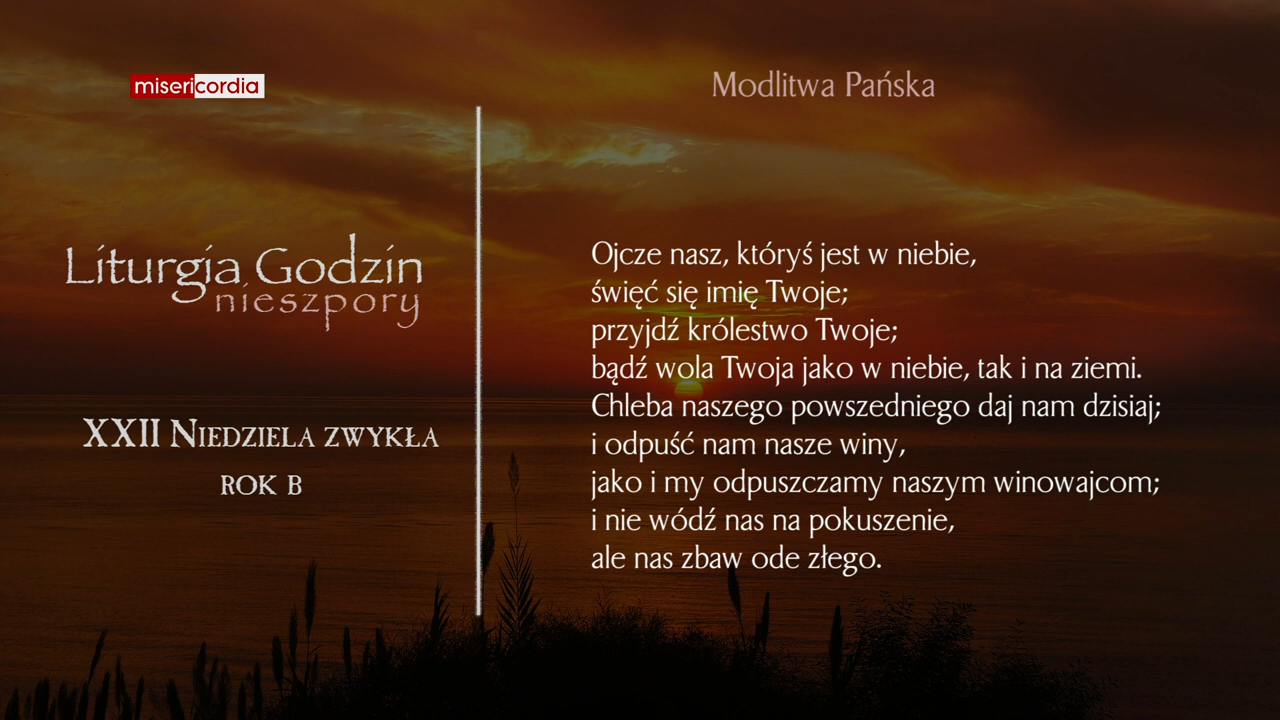 misericordia
Liturgia Godzin
nieszpory
XXII Niedziela zwykła
rok B
Modlitwa Pańska
Ojcze nasz, któryś jest w niebie,
święć się imię Twoje;
przyjdź królestwo Twoje;
bądź wola Twoja jako w niebie, tak i na ziemi.
Chleba naszego powszedniego daj nam dzisiaj;
i odpuść nam nasze winy,
jako i my odpuszczamy naszym winowajcom;
i nie wódź nas na pokuszenie,
ale nas zbaw ode złego.